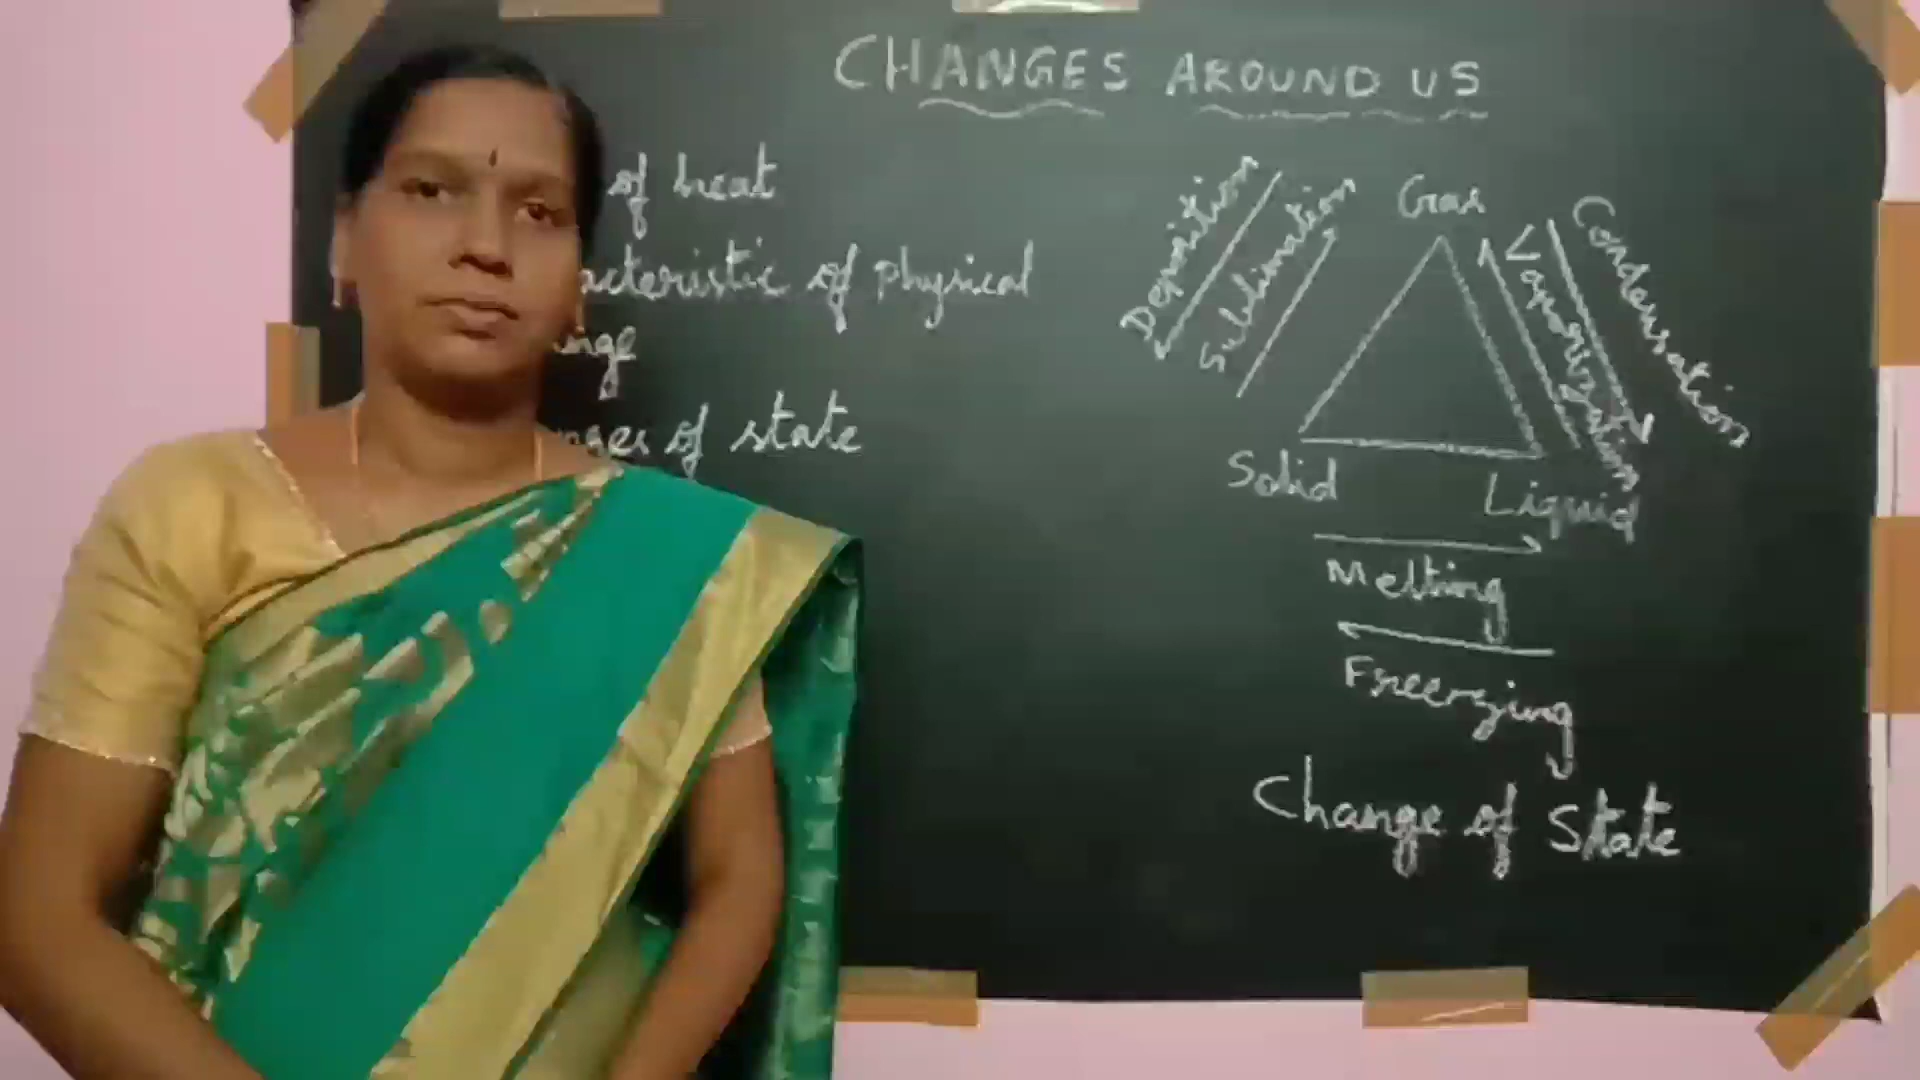 CHANGES AROUND US
of heat
acteristic of physical
nge
nges of state
Deposition
Sublimation
Gas
Vaporization
Condensation
Solid
Liquid
Melting
Freezing
Change of State